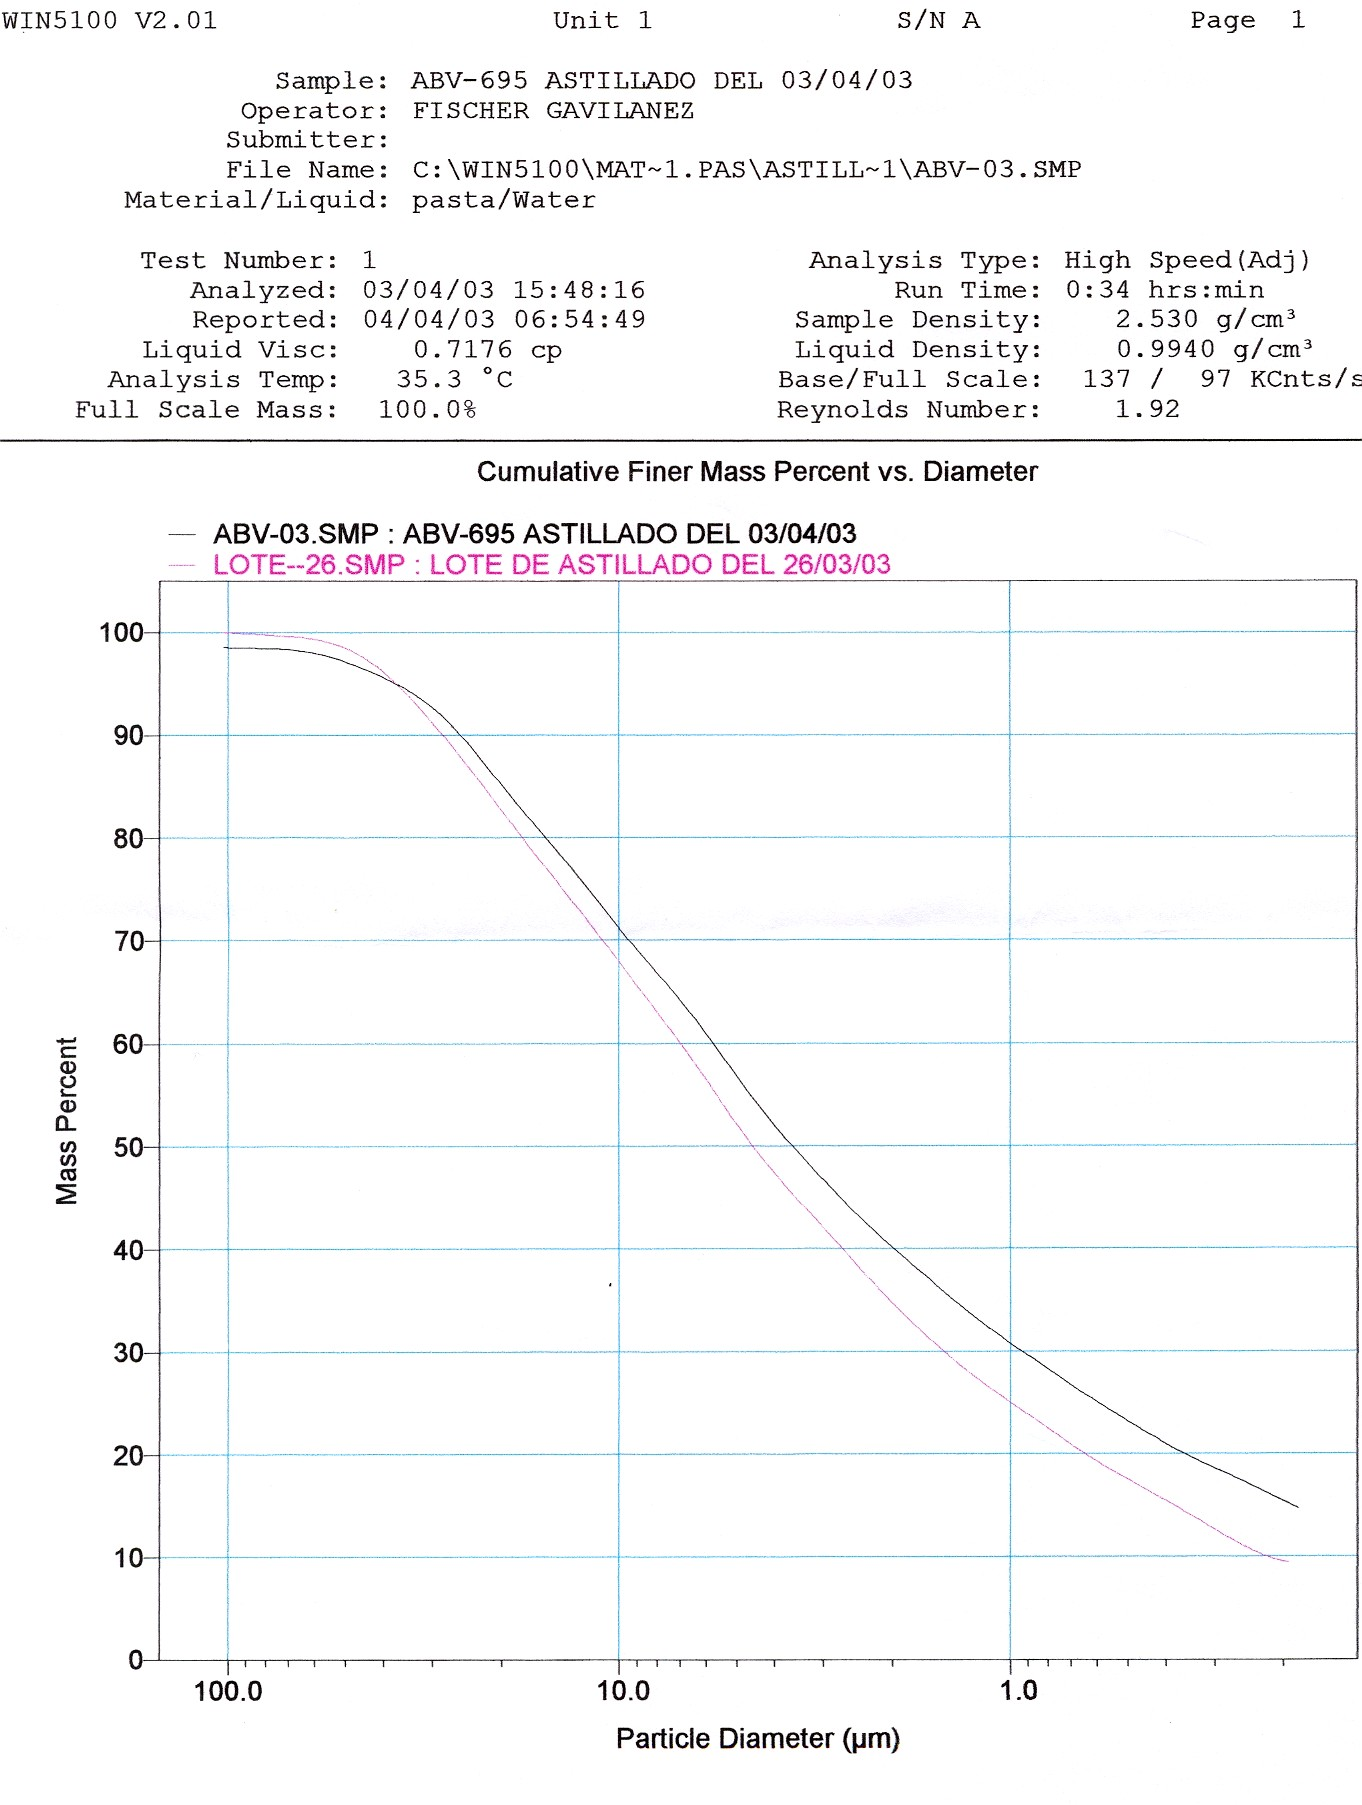 WIN5100 V2.01 Unit 1 S/N A Page 1
Sample: ABV-695 ASTILLADO DEL 03/04/03
Operator: FISCHER GAVILANEZ
Submitter:
File Name: C:\WIN5100\MAT~1.PAS\ASTILL~1\ABV-03.SMP
Material/Liquid: pasta/Water
Test Number: 1 Analysis Type: High Speed(Adj)
Analyzed: 03/04/03 15:48:16 Run Time: 0:34 hrs:min
Reported: 04/04/03 06:54:49 Sample Density: 2.530 g/cm³
Liquid Visc: 0.7176 cp Liquid Density: 0.9940 g/cm³
Analysis Temp: 35.3 °C Base/Full Scale: 137 / 97 KCnts/s
Full Scale Mass: 100.0% Reynolds Number: 1.92
Cumulative Finer Mass Percent vs. Diameter
ABV-03.SMP : ABV-695 ASTILLADO DEL 03/04/03
LOTE--26.SMP : LOTE DE ASTILLADO DEL 26/03/03
100
90
80
70
60
50
40
30
20
10
0
Mass Percent
100.0 10.0 1.0
Particle Diameter (µm)